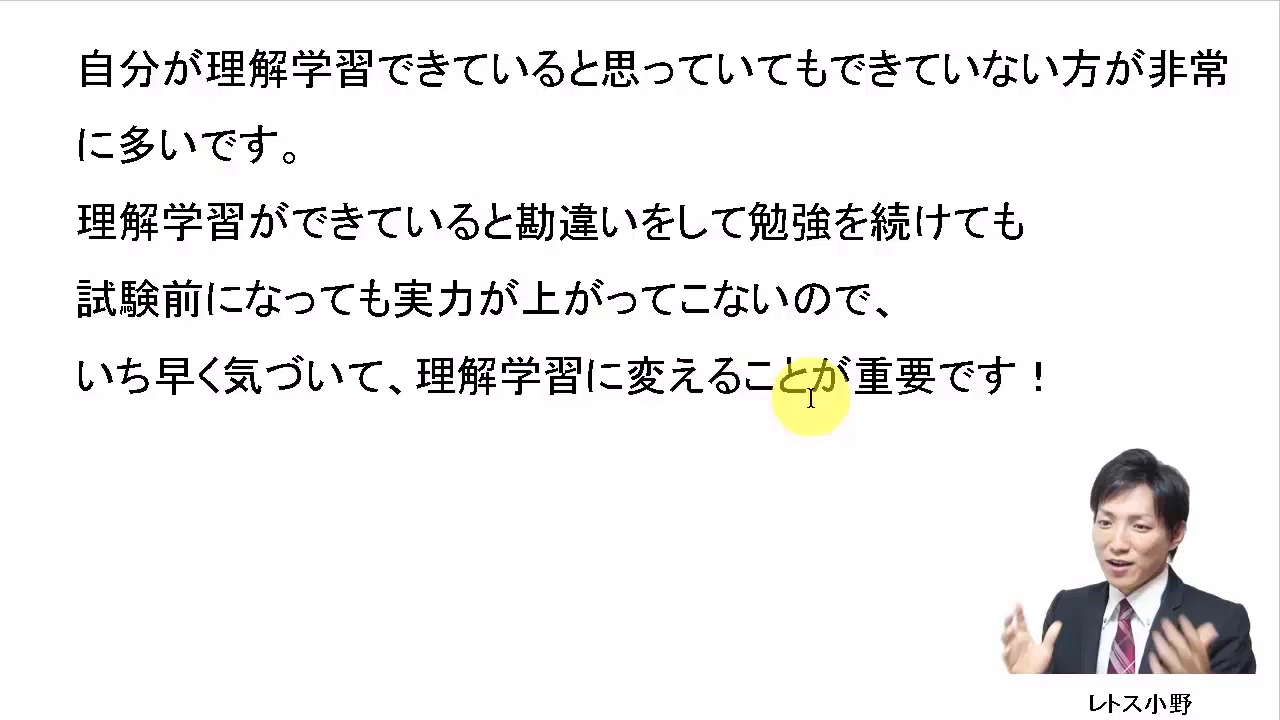 自分が理解学習できていると思っていてもできていない方が非常
に多いです。
理解学習ができていると勘違いをして勉強を続けても
試験前になっても実力が上がってこないので、
いち早く気づいて、理解学習に変えることが重要です！
レトス小野